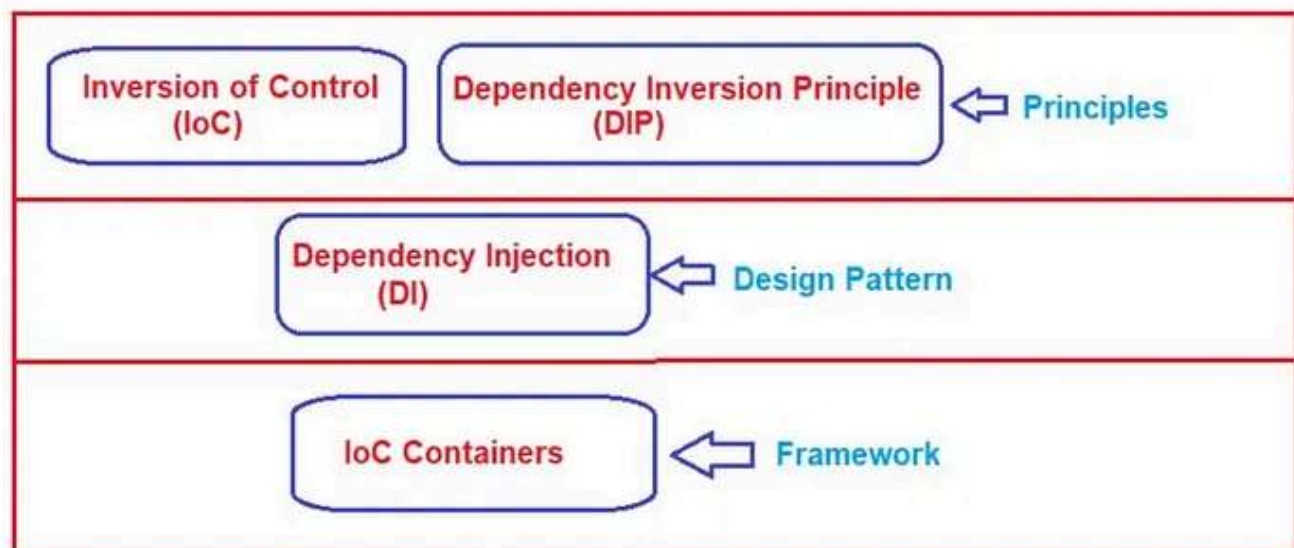 Inversion of Control
(IoC)
Dependency Inversion Principle
(DIP)
Principles
Dependency Injection
(DI)
Design Pattern
IoC Containers
Framework